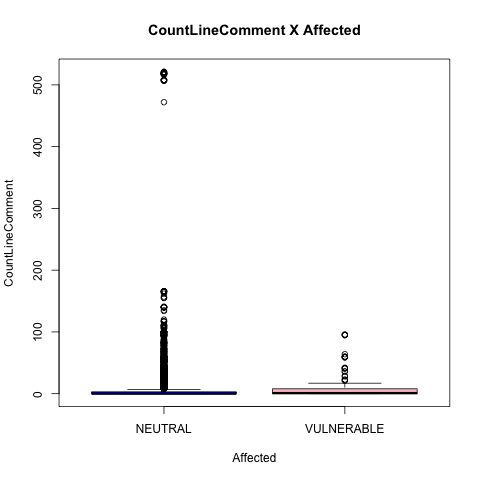 CountLineComment X Affected
500
400
300
200
100
0
CountLineComment
NEUTRAL
VULNERABLE
Affected